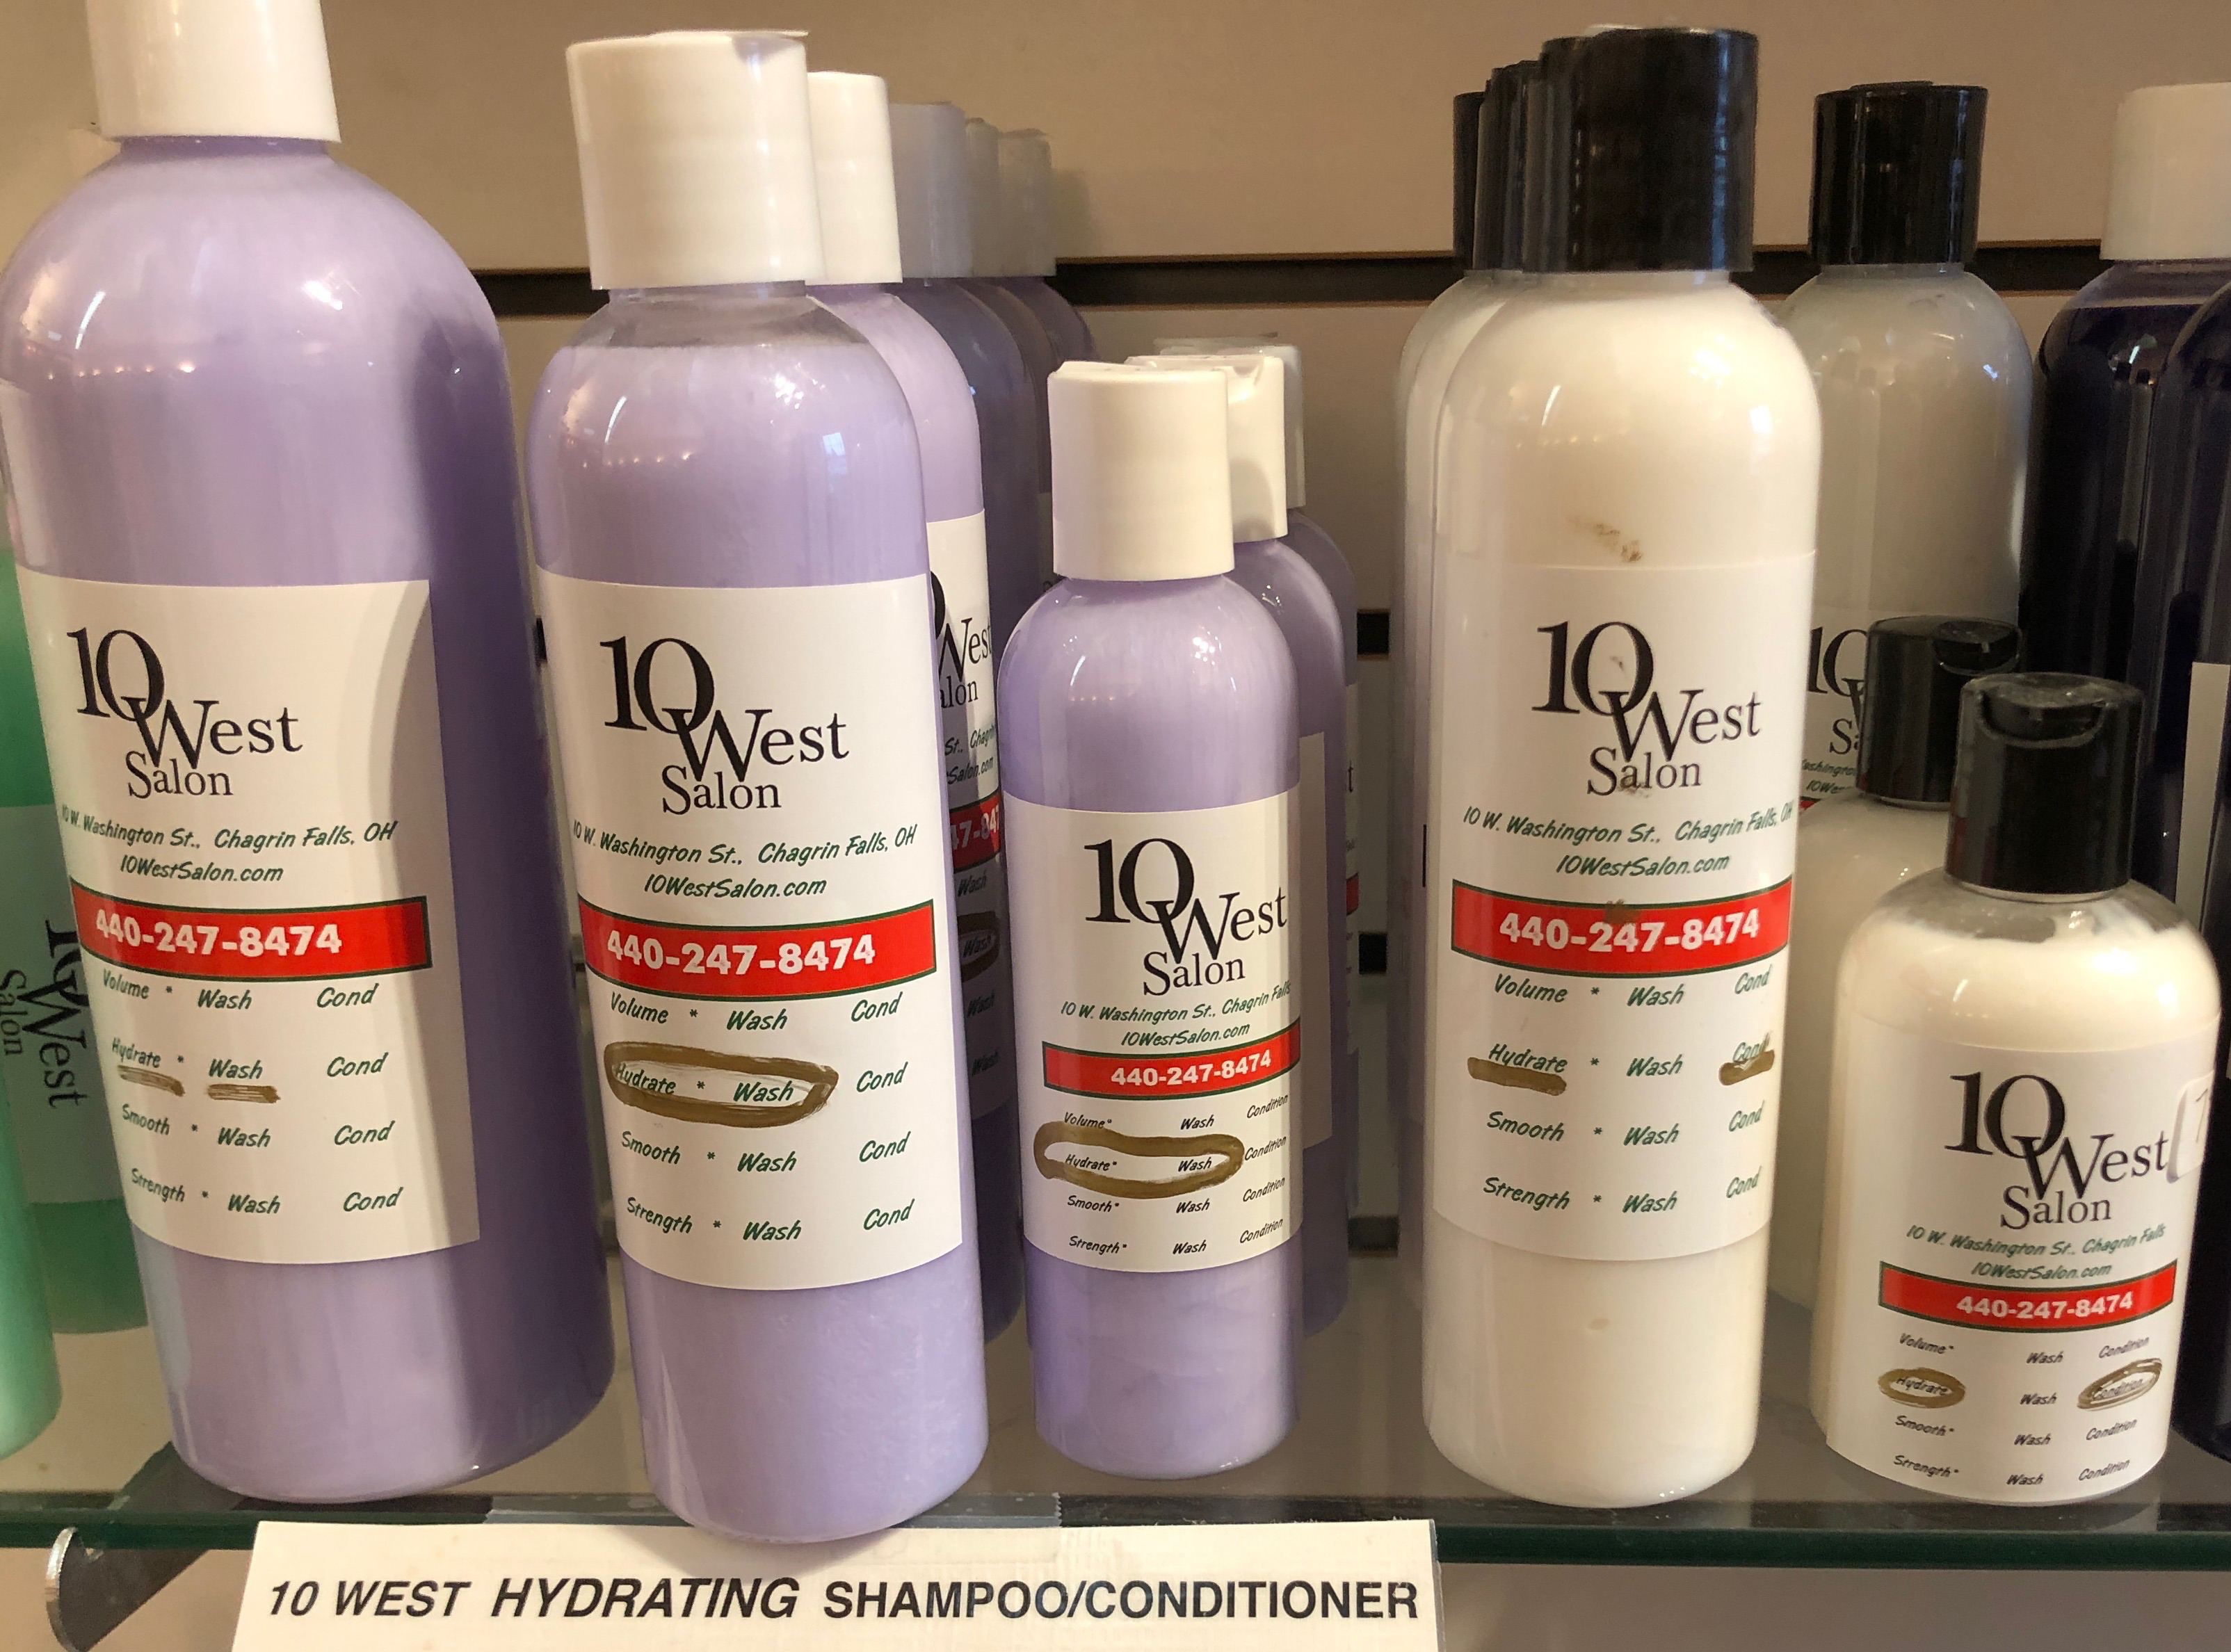 10 West
Salon
10 W. Washington St., Chagrin Falls, OH
10WestSalon.com
440-247-8474
Volume * Wash Cond
Hydrate * Wash Cond
Smooth * Wash Cond
Strength * Wash Cond
10 West
Salon
10 W. Washington St., Chagrin Falls, OH
10WestSalon.com
440-247-8474
Volume * Wash Cond
Hydrate * Wash Cond
Smooth * Wash Cond
Strength * Wash Cond
10 West
Salon
10 W. Washington St., Chagrin Falls
10WestSalon.com
440-247-8474
Volume* Wash Condition
Hydrate* Wash Condition
Smooth* Wash Condition
Strength* Wash Condition
10 West
Salon
10 W. Washington St., Chagrin Falls, OH
10WestSalon.com
440-247-8474
Volume * Wash Cond
Hydrate * Wash Cond
Smooth * Wash Cond
Strength * Wash Cond
10 West
Salon
10 W. Washington St., Chagrin Falls
10WestSalon.com
440-247-8474
Volume* Wash Condition
Hydrate Wash Condition
Smooth* Wash Condition
Strength* Wash Condition
10 West
Salon
10 WEST HYDRATING SHAMPOO/CONDITIONER